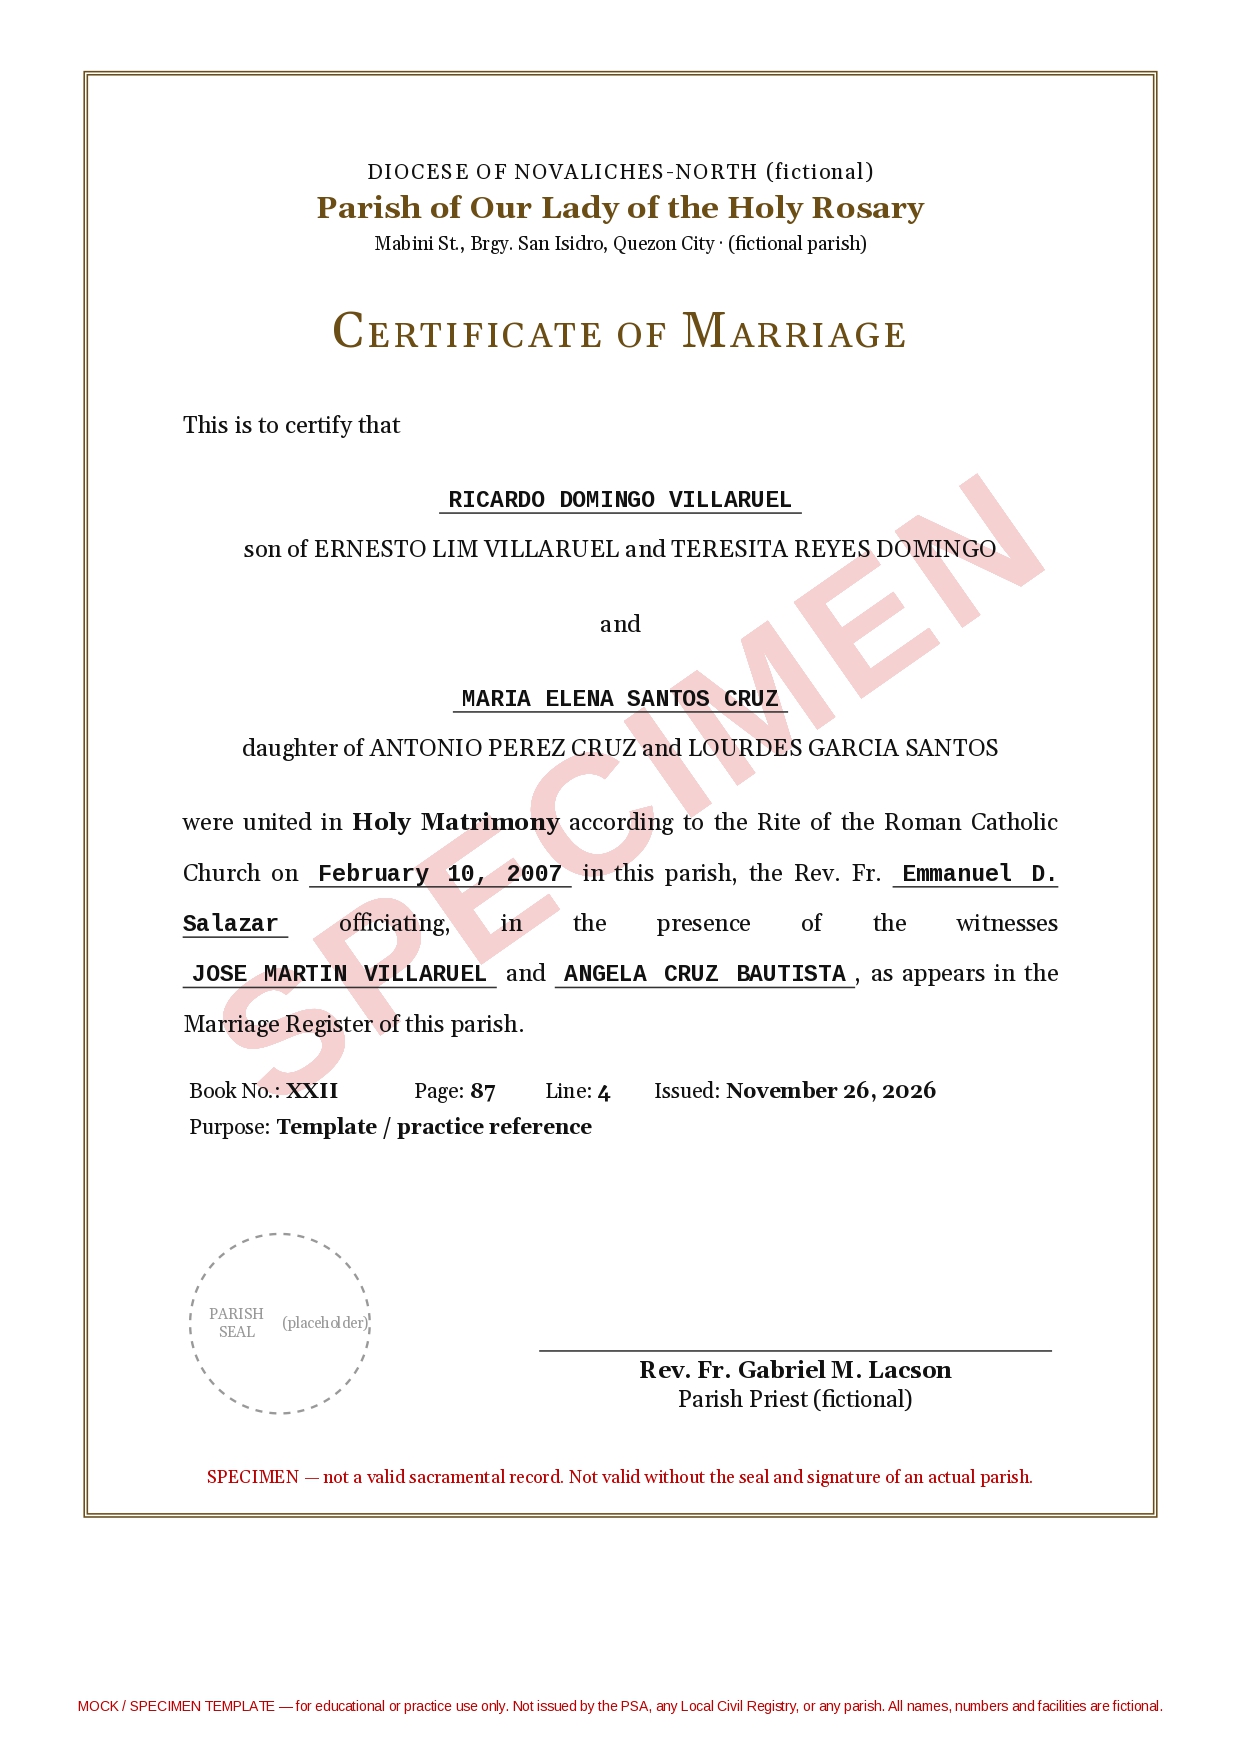 DIOCESE OF NOVALICHES-NORTH (fictional)
Parish of Our Lady of the Holy Rosary
Mabini St., Brgy. San Isidro, Quezon City · (fictional parish)
CERTIFICATE OF MARRIAGE
This is to certify that
RICARDO DOMINGO VILLARUEL
son of ERNESTO LIM VILLARUEL and TERESITA REYES DOMINGO
and
MARIA ELENA SANTOS CRUZ
daughter of ANTONIO PEREZ CRUZ and LOURDES GARCIA SANTOS
were united in Holy Matrimony according to the Rite of the Roman Catholic
Church on February 10, 2007 in this parish, the Rev. Fr. Emmanuel D.
Salazar officiating, in the presence of the witnesses
JOSE MARTIN VILLARUEL and ANGELA CRUZ BAUTISTA, as appears in the
Marriage Register of this parish.
Book No.: XXII Page: 87 Line: 4 Issued: November 26, 2026
Purpose: Template / practice reference
PARISH
SEAL
(placeholder)
Rev. Fr. Gabriel M. Lacson
Parish Priest (fictional)
SPECIMEN — not a valid sacramental record. Not valid without the seal and signature of an actual parish.
SPECIMEN
MOCK / SPECIMEN TEMPLATE — for educational or practice use only. Not issued by the PSA, any Local Civil Registry, or any parish. All names, numbers and facilities are fictional.